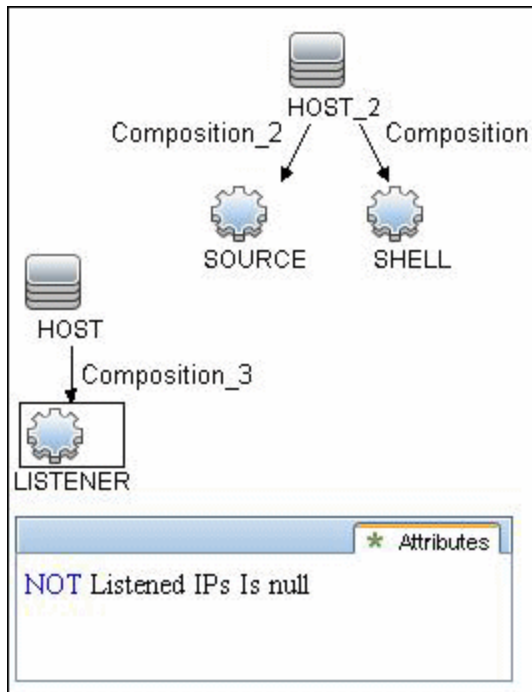 HOST_2
Composition_2
Composition
SOURCE
SHELL
HOST
Composition_3
LISTENER
* Attributes
NOT Listened IPs Is null